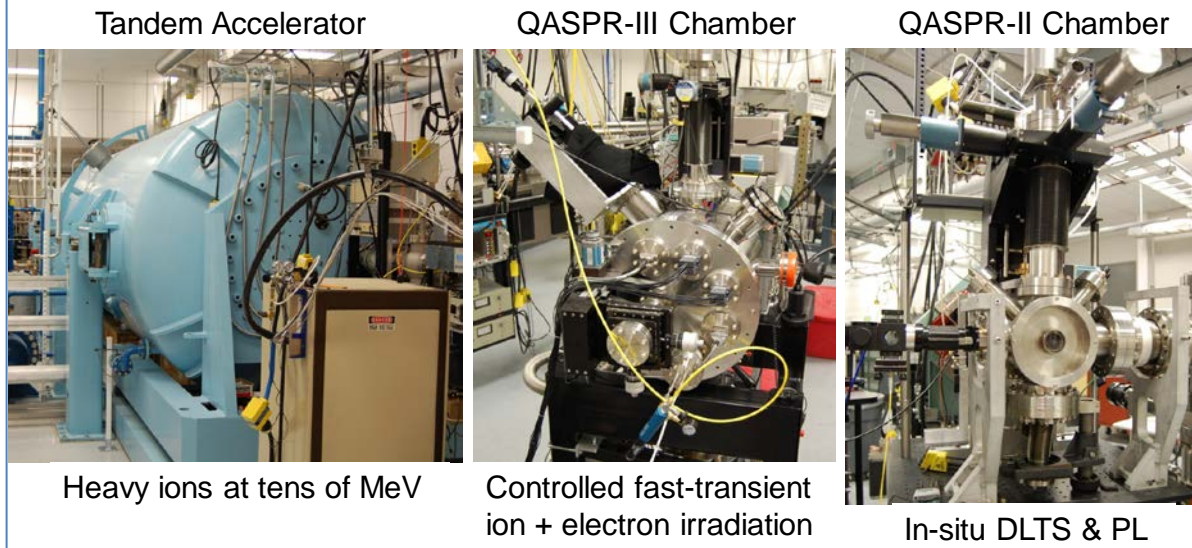 Tandem Accelerator
QASPR-III Chamber
QASPR-II Chamber
DANGER
Heavy ions at tens of MeV
Controlled fast-transient
ion + electron irradiation
In-situ DLTS & PL